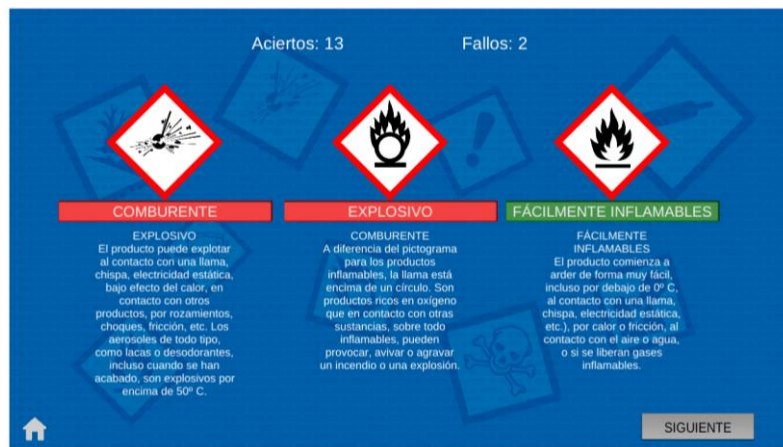 Aciertos: 13
Fallos: 2
COMBURENTE
EXPLOSIVO
El producto puede explotar
al contacto con una llama,
chispa, electricidad estática,
bajo efecto del calor, en
contacto con otros
productos, por rozamientos,
choques, fricción, etc. Los
aerosoles de todo tipo,
como lacas o desodorantes,
incluso cuando se han
acabado, son explosivos por
encima de 50º C.
EXPLOSIVO
COMBURENTE
A diferencia del pictograma
para los productos
inflamables, la llama está
encima de un círculo. Son
productos ricos en oxígeno
que en contacto con otras
sustancias, sobre todo
inflamables, pueden
provocar, avivar o agravar
un incendio o una explosión.
FÁCILMENTE INFLAMABLES
FÁCILMENTE
INFLAMABLES
El producto comienza a
arder de forma muy fácil,
incluso por debajo de 0º C,
al contacto con una llama,
chispa, electricidad estática,
etc.), por calor o fricción, al
contacto con el aire o agua,
o si se liberan gases
inflamables.
SIGUIENTE